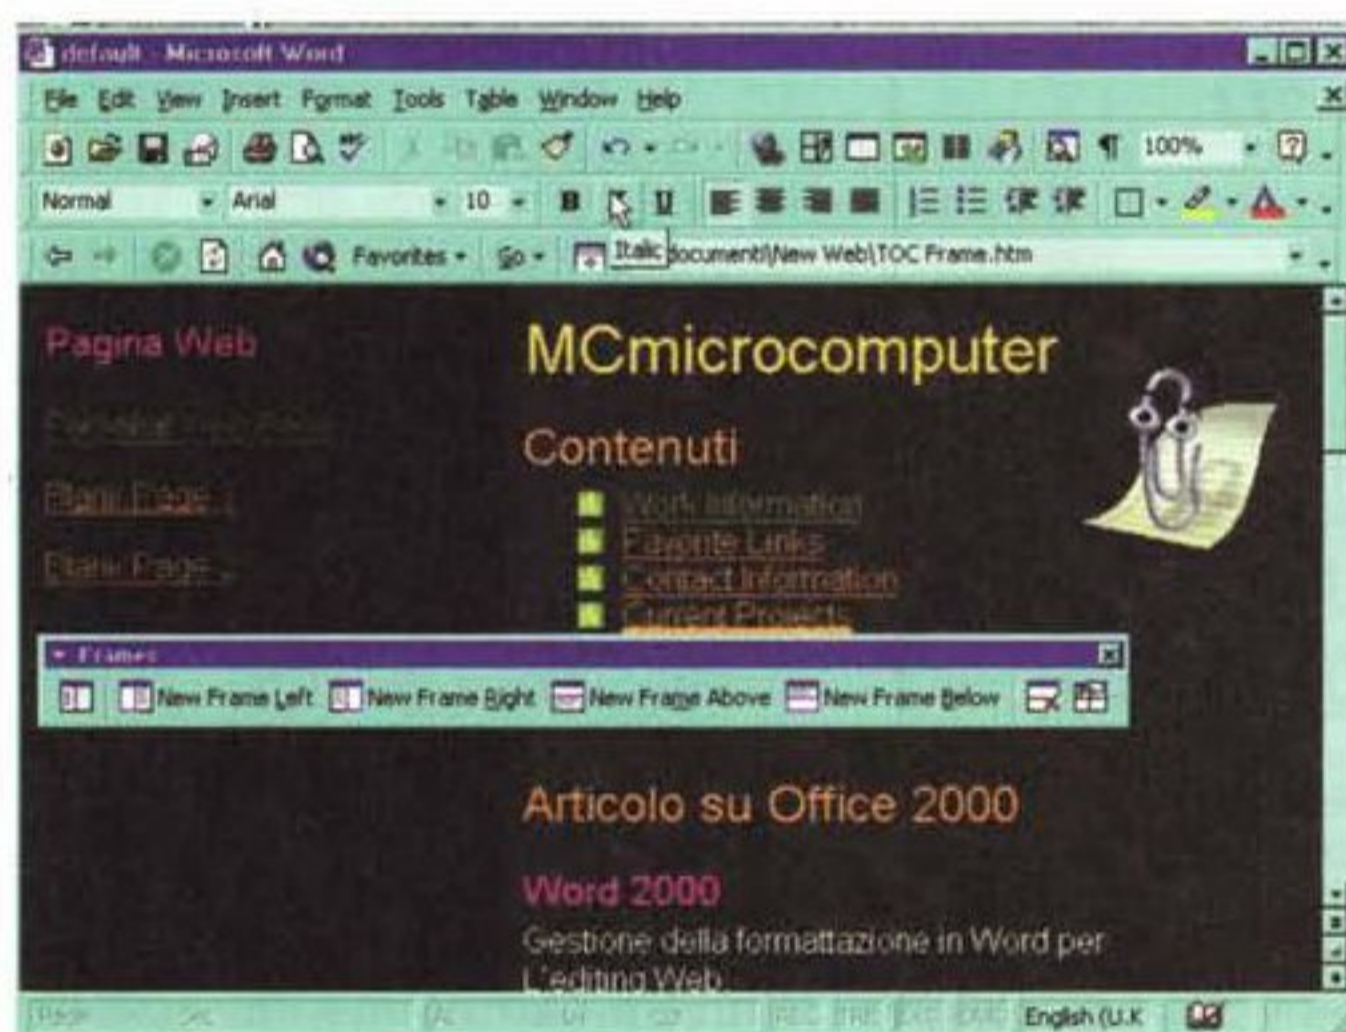 default - Microsoft Word
File Edit View Insert Format Tools Table Window Help
100%
Normal Arial 10 B U
Favorites Go Italic documenti\New Web\TOC Frame.htm
Pagina Web
MCmicrocomputer
Contenuti
Blank Page
Work Information
Favorite Links
Blank Page
Contact Information
Current Projects
Frames
New Frame Left New Frame Right New Frame Above New Frame Below
Articolo su Office 2000
Word 2000
Gestione della formattazione in Word per
L'editing Web
English (U.K